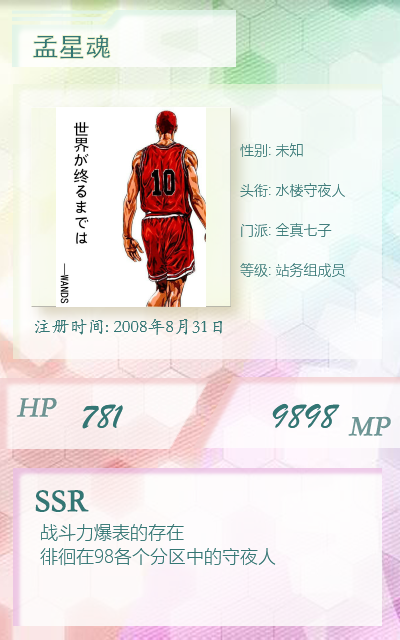 孟星魂
世界が终るまでは
—WANDS
10
性别: 未知
头衔: 水楼守夜人
门派: 全真七子
等级: 站务组成员
注册时间: 2008年8月31日
HP 781
9898 MP
SSR
战斗力爆表的存在
徘徊在98各个分区中的守夜人